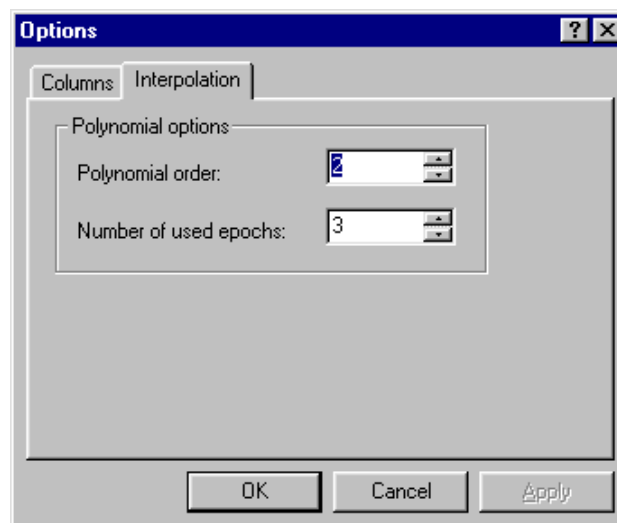 Options
Columns Interpolation
Polynomial options
Polynomial order: 2
Number of used epochs: 3
OK Cancel Apply